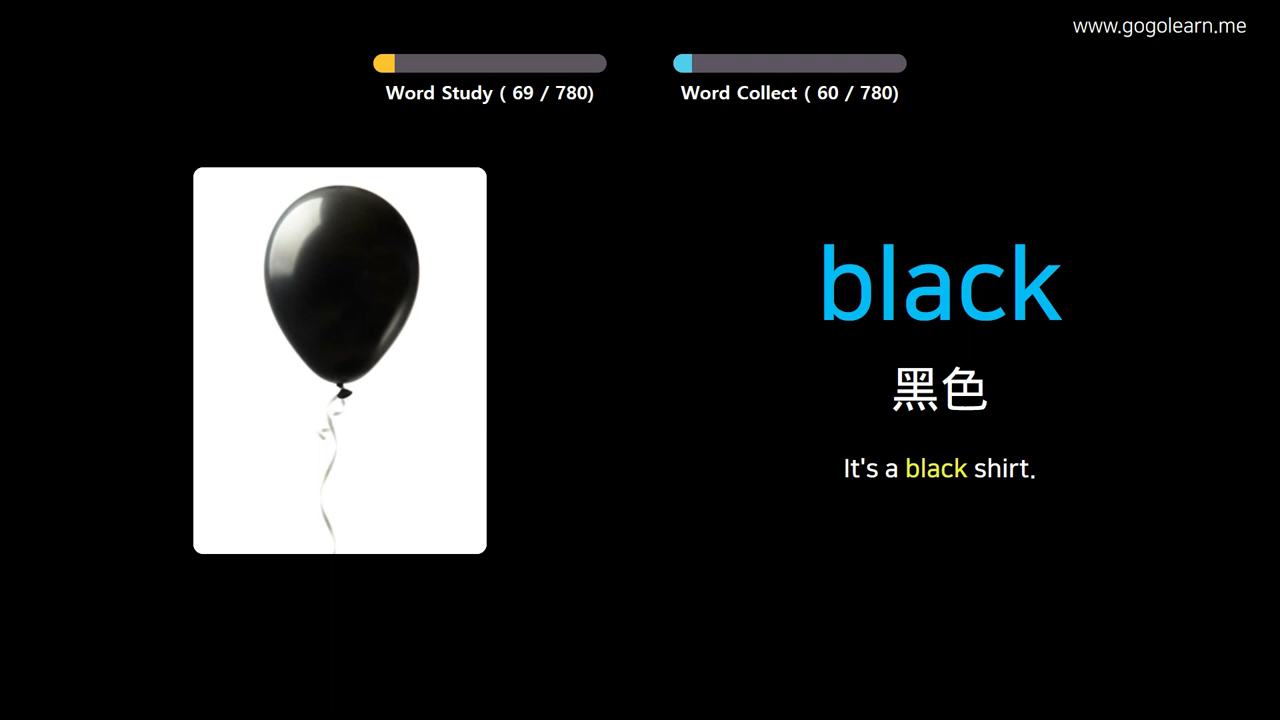 www.gogolearn.me
Word Study ( 69 / 780)
Word Collect ( 60 / 780)
black
黑色
It's a black shirt.